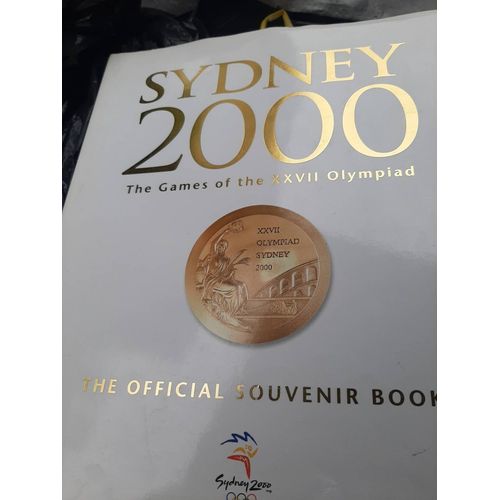 SYDNEY
2000
The Games of the XXVII Olympiad
XXVII
OLYMPIAD
SYDNEY
2000
THE OFFICIAL SOUVENIR BOOK
Sydney 2000